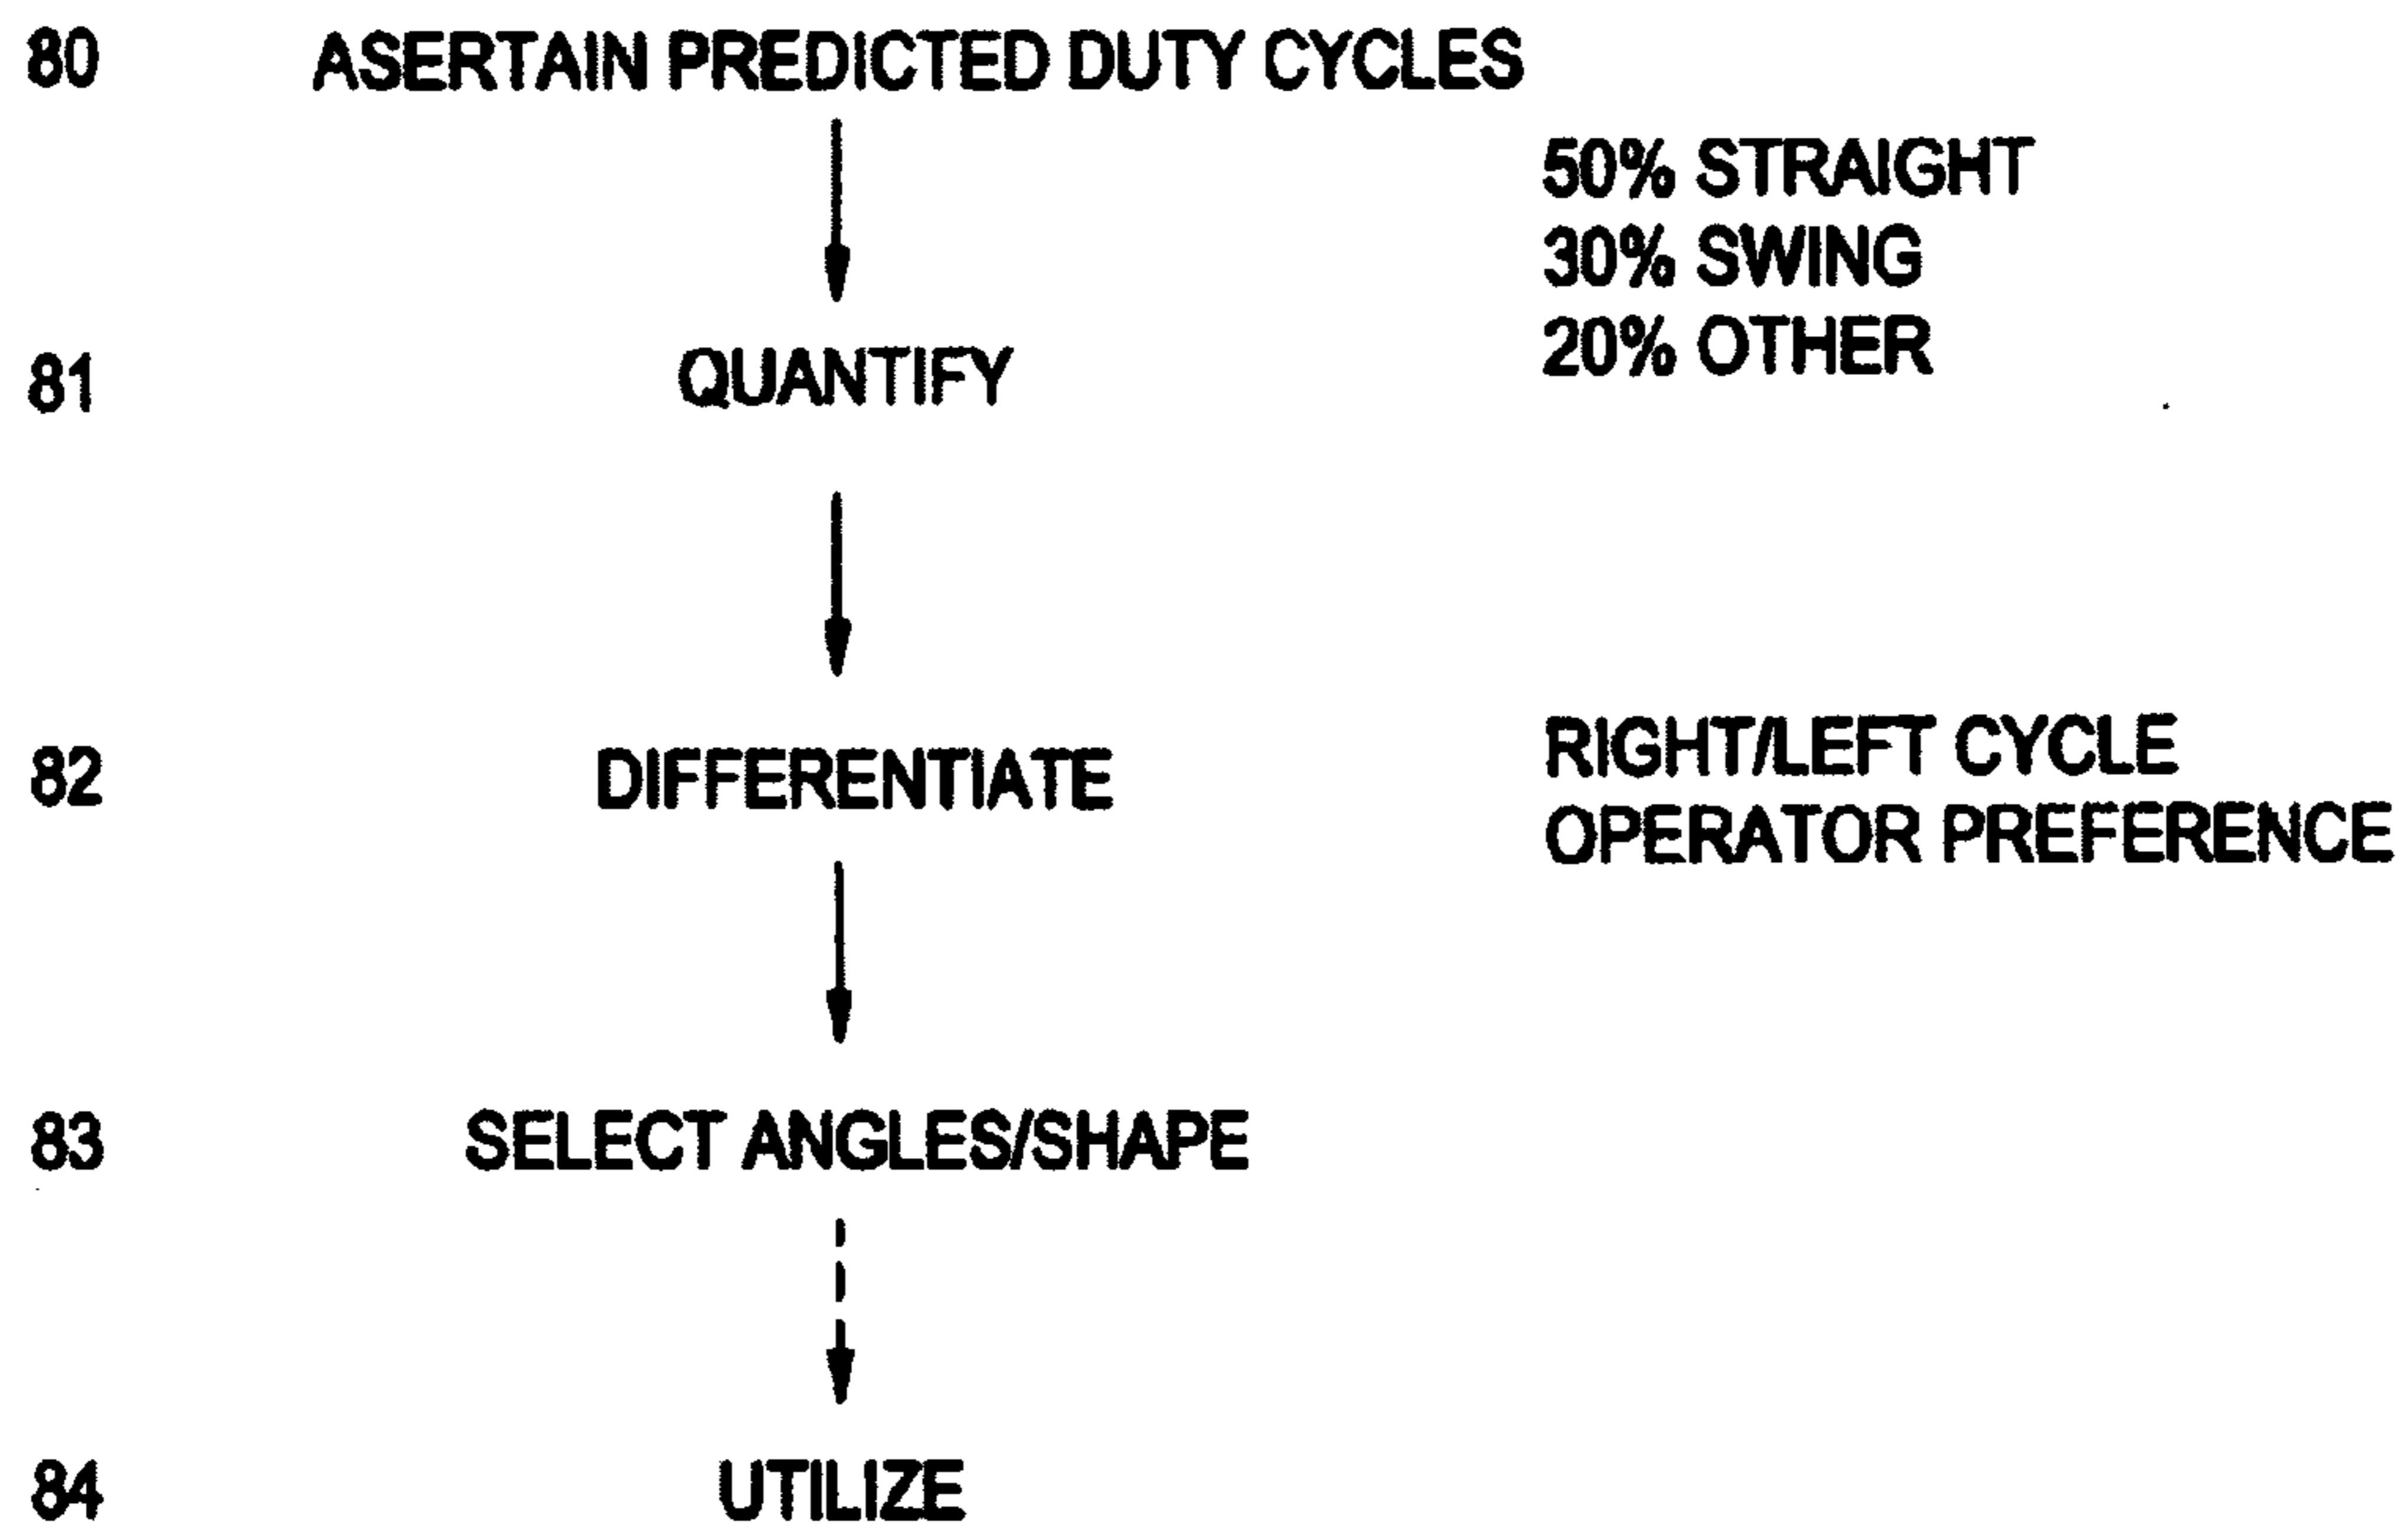 80 ASERTAIN PREDICTED DUTY CYCLES
50% STRAIGHT
30% SWING
20% OTHER
81 QUANTIFY
82 DIFFERENTIATE
RIGHT/LEFT CYCLE
OPERATOR PREFERENCE
83 SELECT ANGLES/SHAPE
84 UTILIZE